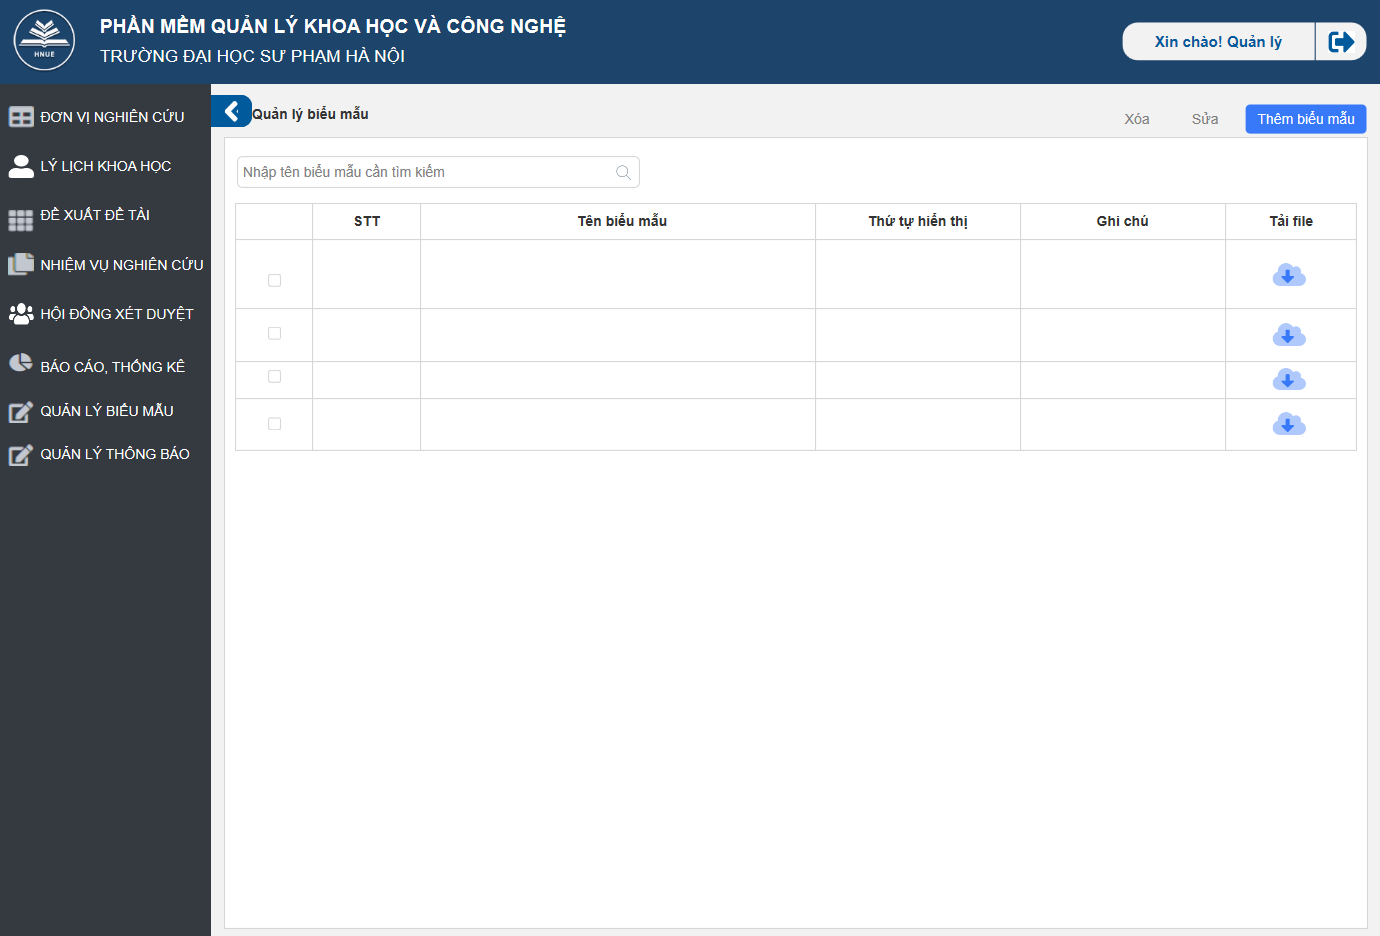 PHẦN MỀM QUẢN LÝ KHOA HỌC VÀ CÔNG NGHỆ
TRƯỜNG ĐẠI HỌC SƯ PHẠM HÀ NỘI
HNUE
Xin chào! Quản lý
ĐƠN VỊ NGHIÊN CỨU
LÝ LỊCH KHOA HỌC
ĐỀ XUẤT ĐỀ TÀI
NHIỆM VỤ NGHIÊN CỨU
HỘI ĐỒNG XÉT DUYỆT
BÁO CÁO, THỐNG KÊ
QUẢN LÝ BIỂU MẪU
QUẢN LÝ THÔNG BÁO
Quản lý biểu mẫu
Xóa Sửa Thêm biểu mẫu
Nhập tên biểu mẫu cần tìm kiếm
STT Tên biểu mẫu Thứ tự hiển thị Ghi chú Tải file